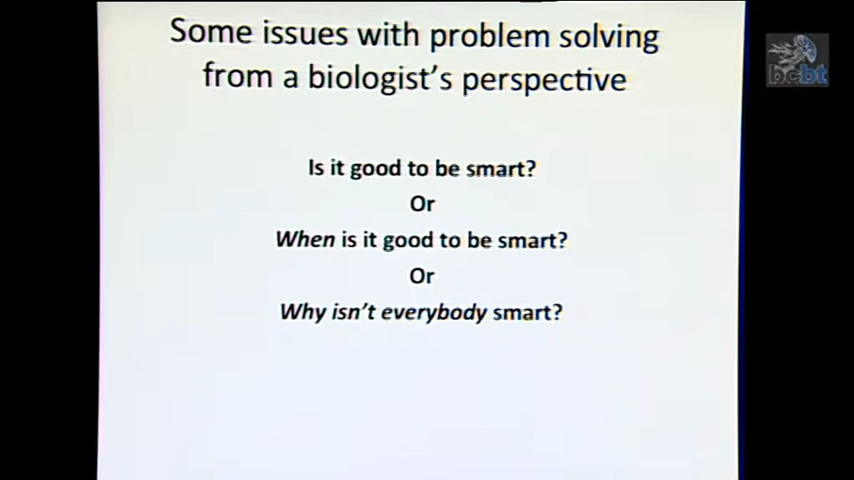 Some issues with problem solving
from a biologist's perspective
Is it good to be smart?
Or
When is it good to be smart?
Or
Why isn't everybody smart?
bcbt